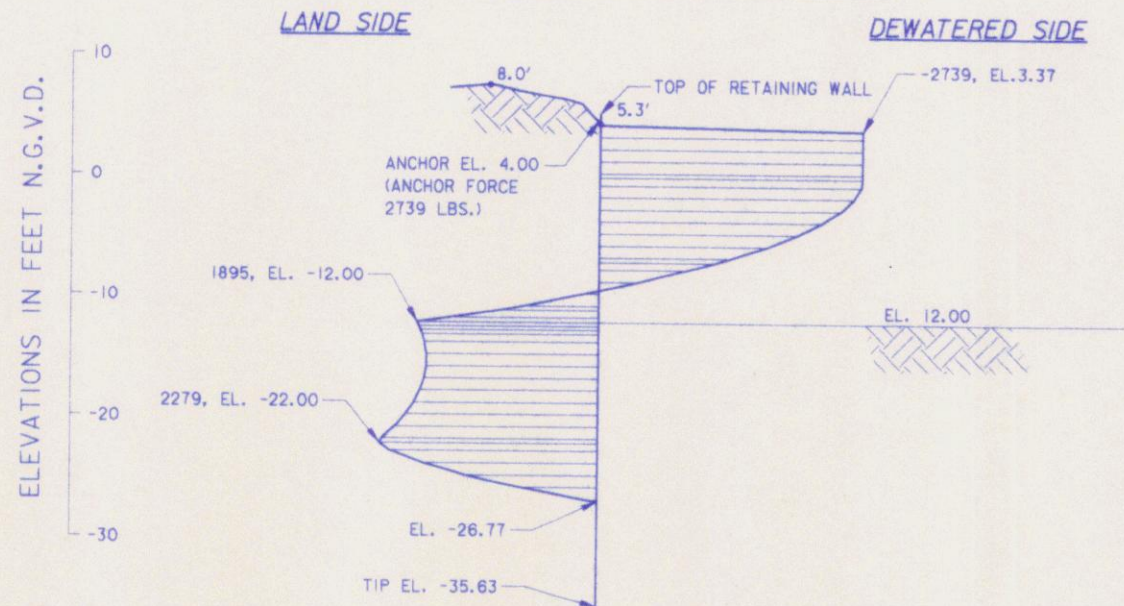 LAND SIDE
DEWATERED SIDE
ELEVATIONS IN FEET N.G.V.D.
10
0
-10
-20
-30
8.0'
TOP OF RETAINING WALL
-2739, EL.3.37
5.3'
ANCHOR EL. 4.00
(ANCHOR FORCE
2739 LBS.)
1895, EL. -12.00
EL. 12.00
2279, EL. -22.00
EL. -26.77
TIP EL. -35.63